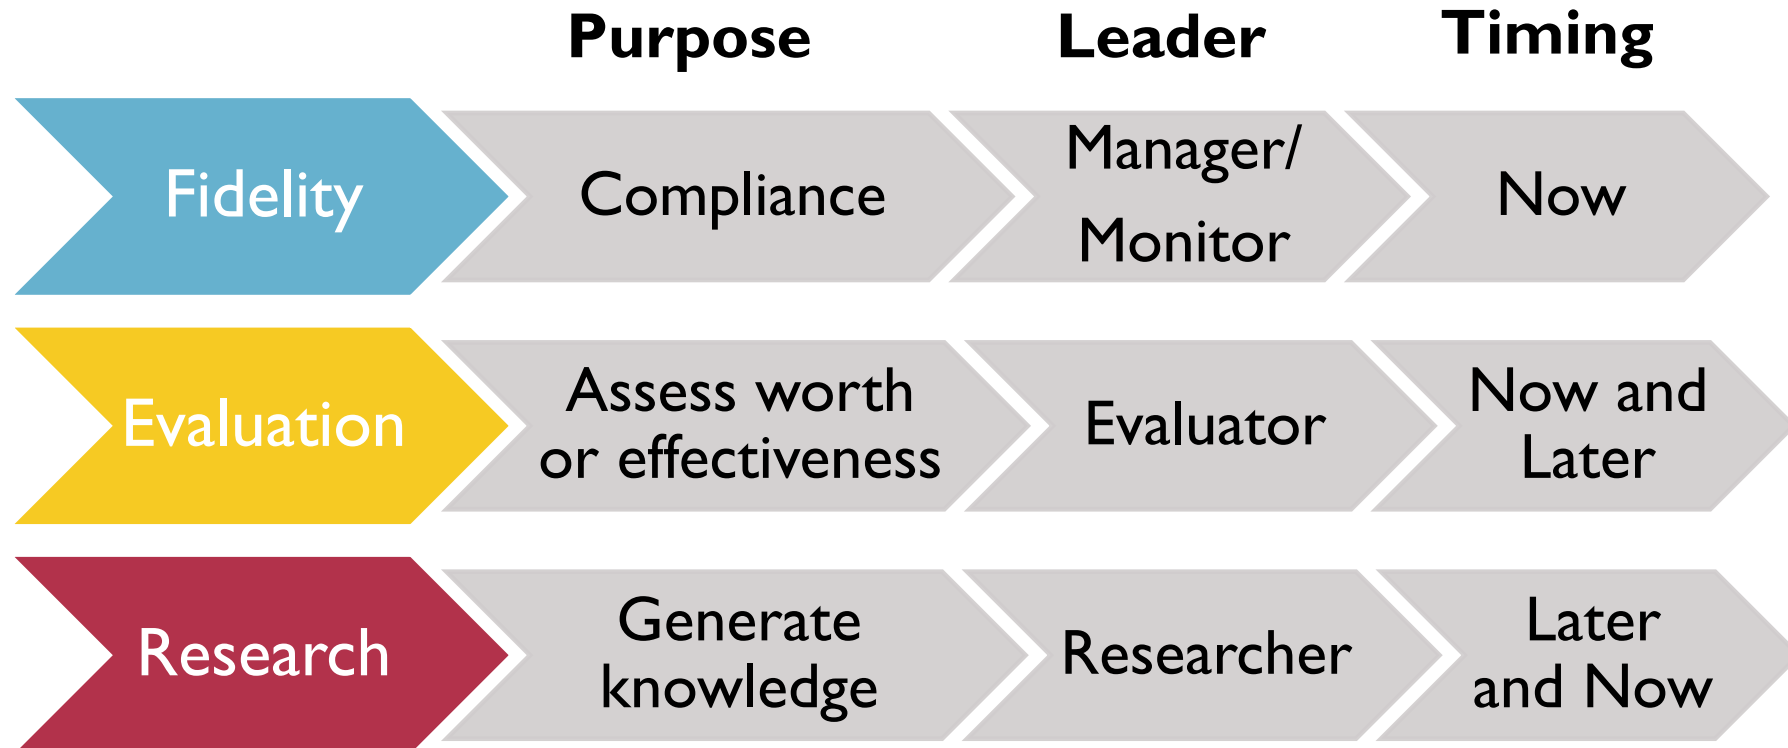 Purpose Leader Timing
Fidelity Compliance Manager/
Monitor Now
Evaluation Assess worth
or effectiveness Evaluator Now and
Later
Research Generate
knowledge Researcher Later
and Now